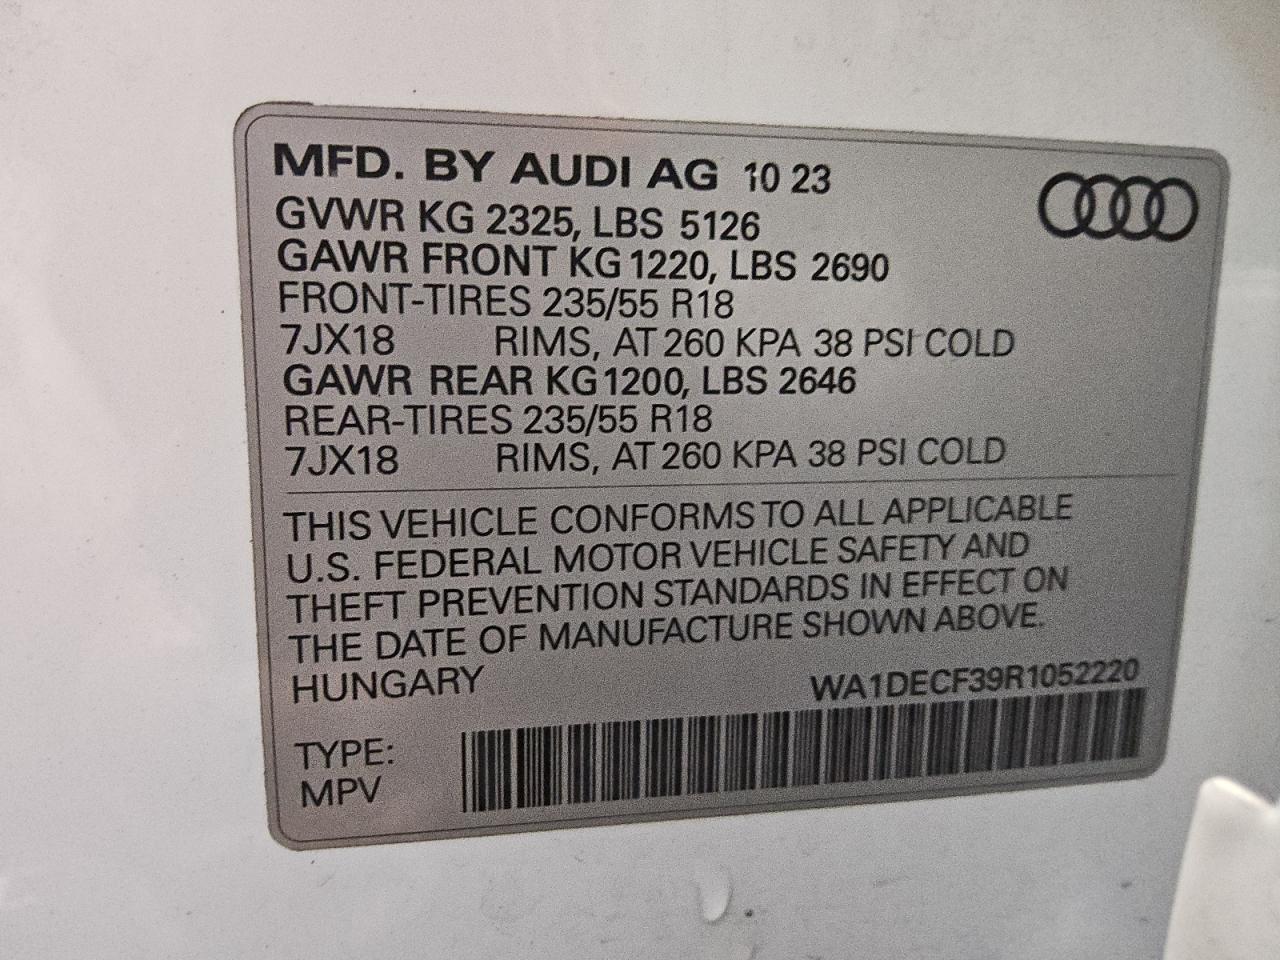 MFD. BY AUDI AG 10 23
GVWR KG 2325, LBS 5126
GAWR FRONT KG 1220, LBS 2690
FRONT-TIRES 235/55 R18
7JX18 RIMS, AT 260 KPA 38 PSI COLD
GAWR REAR KG 1200, LBS 2646
REAR-TIRES 235/55 R18
7JX18 RIMS, AT 260 KPA 38 PSI COLD
THIS VEHICLE CONFORMS TO ALL APPLICABLE
U.S. FEDERAL MOTOR VEHICLE SAFETY AND
THEFT PREVENTION STANDARDS IN EFFECT ON
THE DATE OF MANUFACTURE SHOWN ABOVE.
HUNGARY WA1DECF39R1052220
TYPE:
MPV